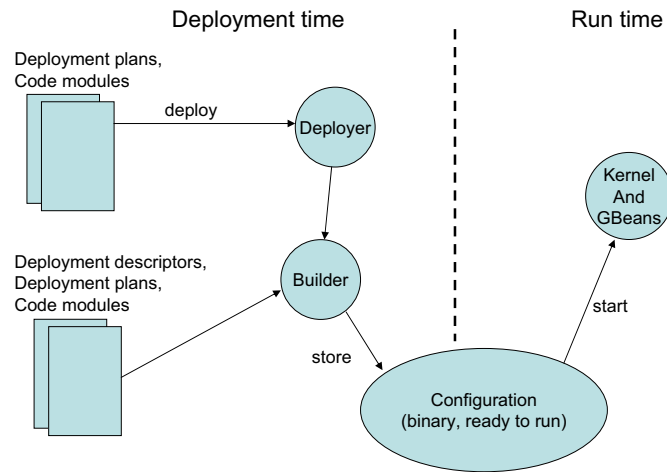 Deployment time
Run time
Deployment plans,
Code modules
deploy
Deployer
Kernel
And
GBeans
Deployment descriptors,
Deployment plans,
Code modules
Builder
start
store
Configuration
(binary, ready to run)